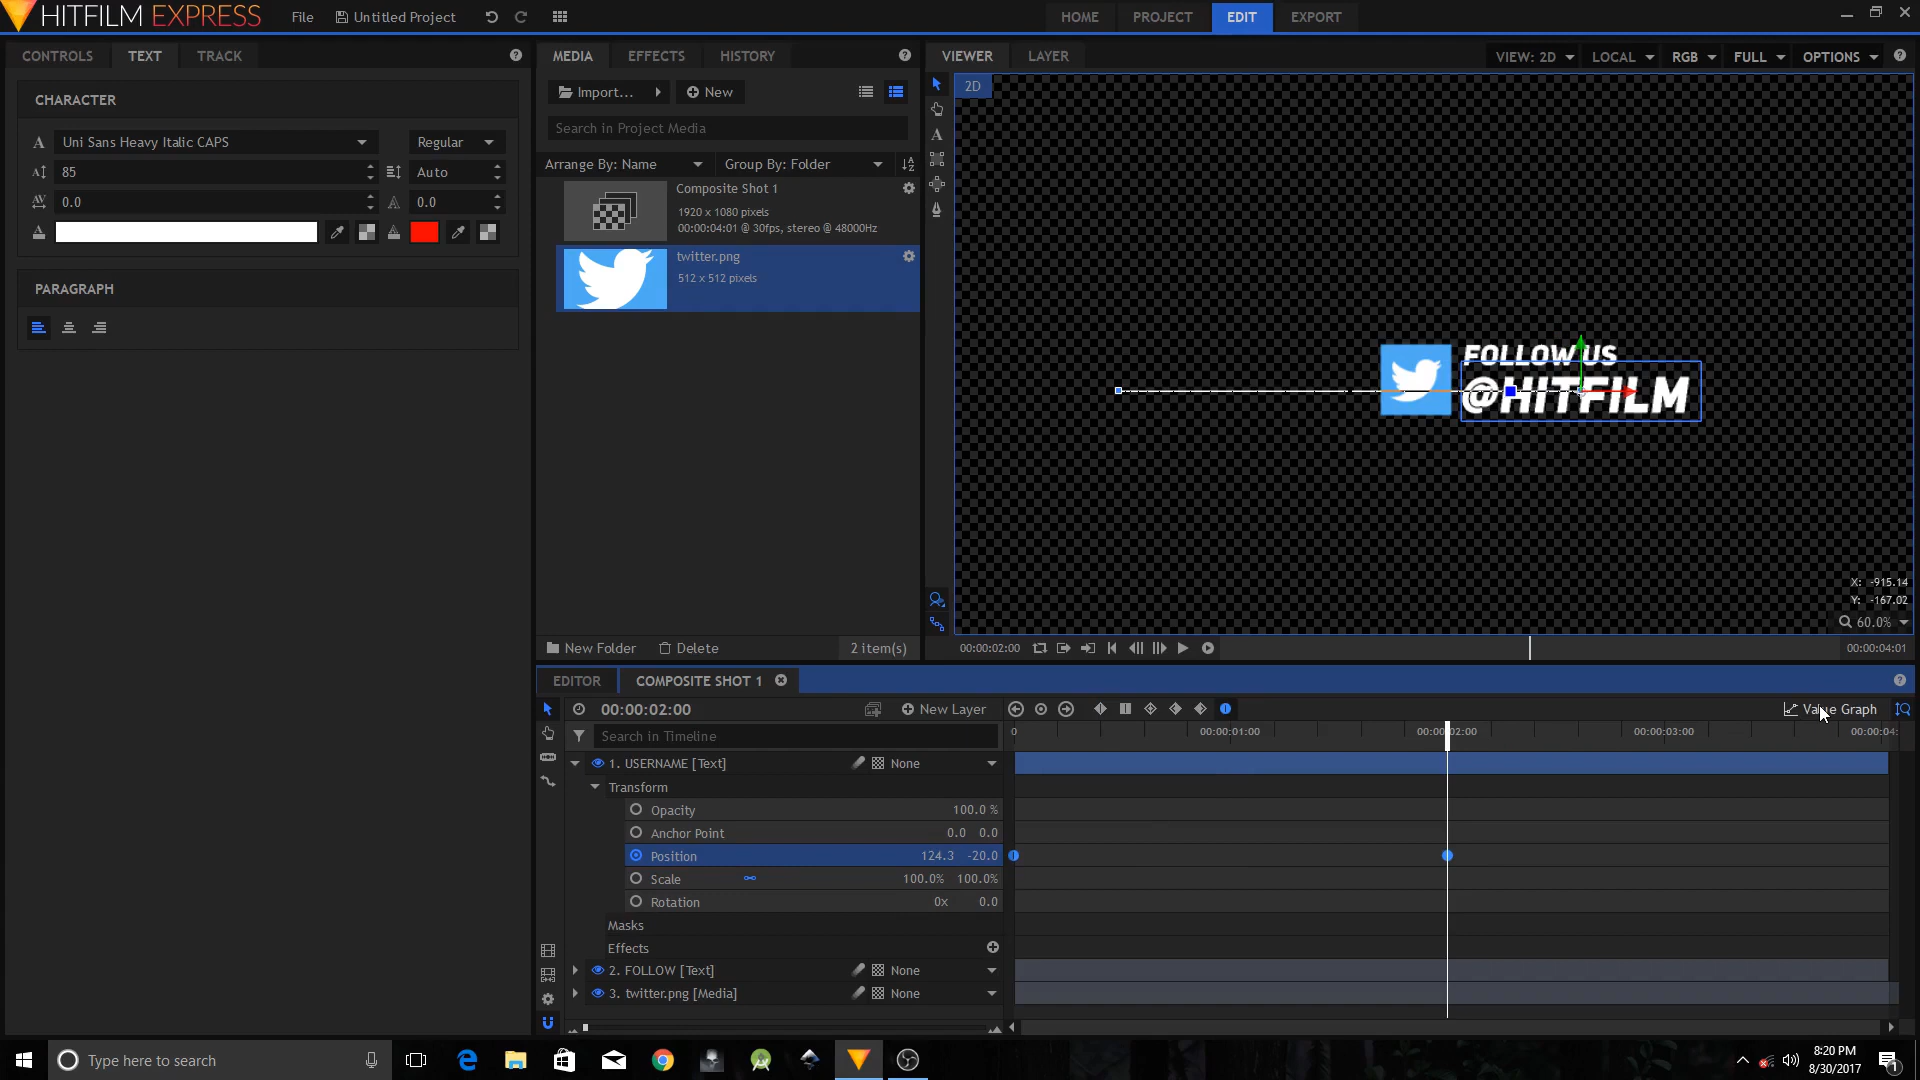 HITFILM EXPRESS
File
Untitled Project
HOME
PROJECT
EDIT
EXPORT
CONTROLS
TEXT
TRACK
MEDIA
EFFECTS
HISTORY
VIEWER
LAYER
VIEW: 2D
LOCAL
RGB
FULL
OPTIONS
CHARACTER
Uni Sans Heavy Italic CAPS
Regular
85
Auto
0.0
0.0
PARAGRAPH
Import...
New
Search in Project Media
Arrange By: Name
Group By: Folder
Composite Shot 1
1920 x 1080 pixels
00:00:04:01 @ 30fps, stereo @ 48000Hz
twitter.png
512 x 512 pixels
New Folder
Delete
2 item(s)
2D
FOLLOW US
@HITFILM
X: -915.14
Y: -167.02
60.0%
00:00:02:00
00:00:04:01
EDITOR
COMPOSITE SHOT 1
00:00:02:00
New Layer
Value Graph
Search in Timeline
0
00:00:01:00
00:00:02:00
00:00:03:00
00:00:04:
1. USERNAME [Text]
None
Transform
Opacity
100.0 %
Anchor Point
0.0 0.0
Position
124.3 -20.0
Scale
100.0% 100.0%
Rotation
0x 0.0
Masks
Effects
2. FOLLOW [Text]
None
3. twitter.png [Media]
None
Type here to search
8:20 PM
8/30/2017
1